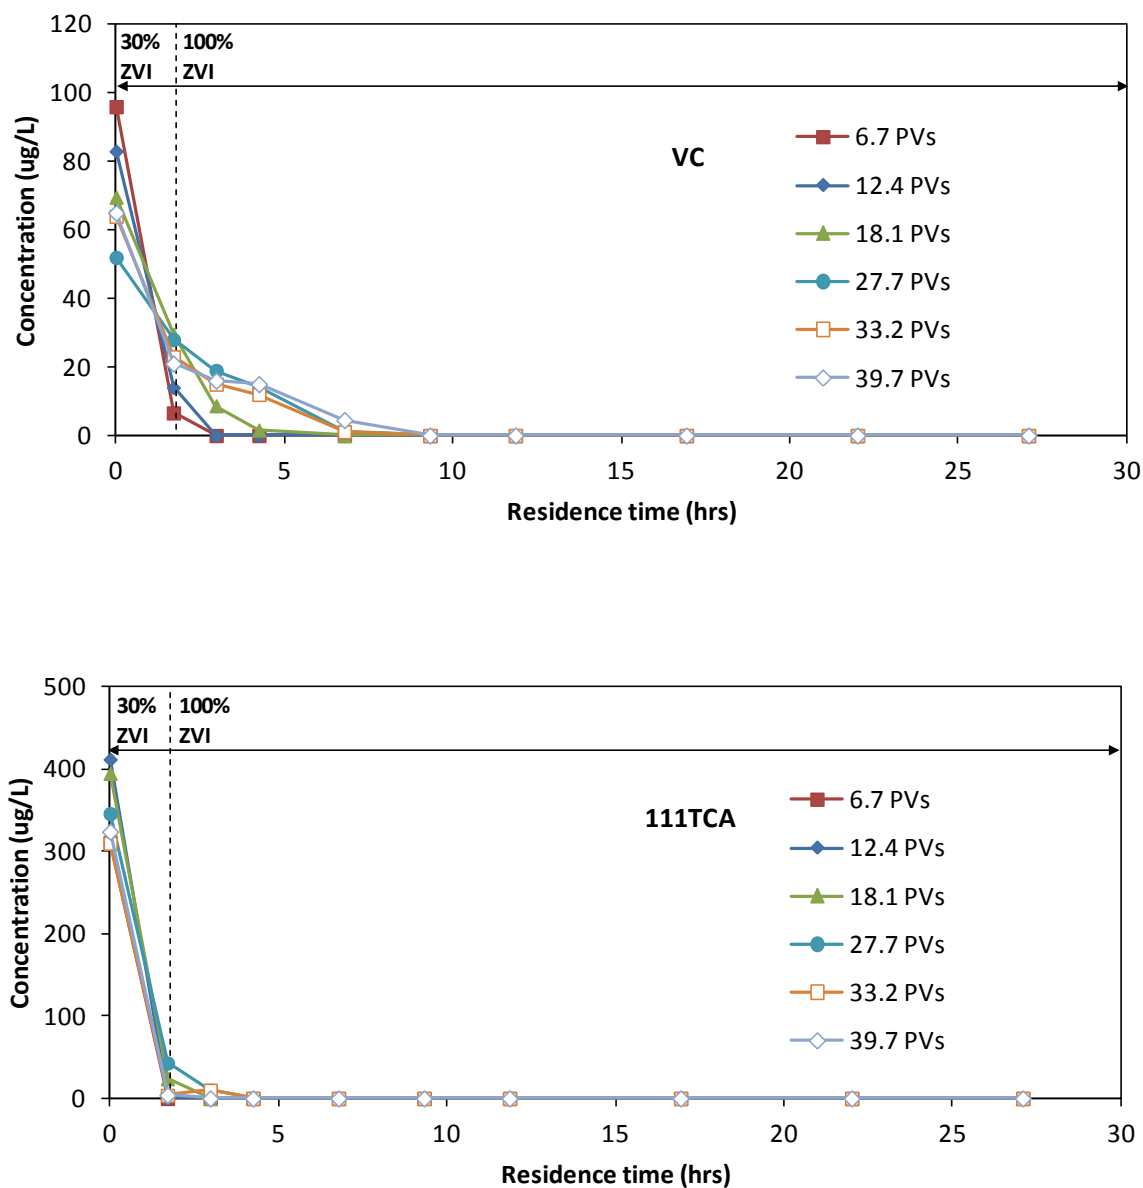 120
100
80
60
40
20
0
Concentration (ug/L)
30% 100%
ZVI ZVI
VC
6.7 PVs
12.4 PVs
18.1 PVs
27.7 PVs
33.2 PVs
39.7 PVs
0 5 10 15 20 25 30
Residence time (hrs)
500
400
300
200
100
0
Concentration (ug/L)
30% 100%
ZVI ZVI
111TCA
6.7 PVs
12.4 PVs
18.1 PVs
27.7 PVs
33.2 PVs
39.7 PVs
0 5 10 15 20 25 30
Residence time (hrs)